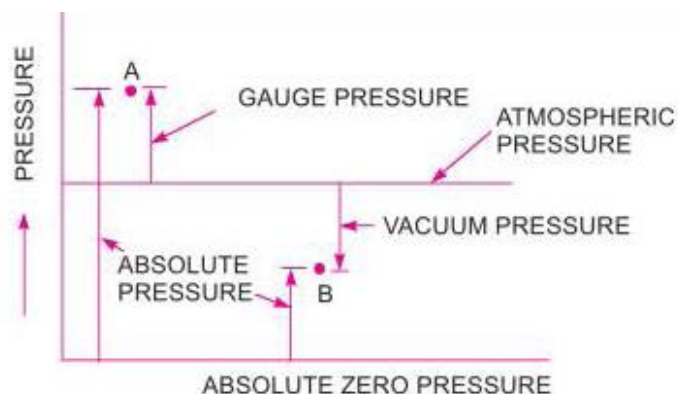 PRESSURE
A
GAUGE PRESSURE
ATMOSPHERIC
PRESSURE
VACUUM PRESSURE
ABSOLUTE
PRESSURE
B
ABSOLUTE ZERO PRESSURE